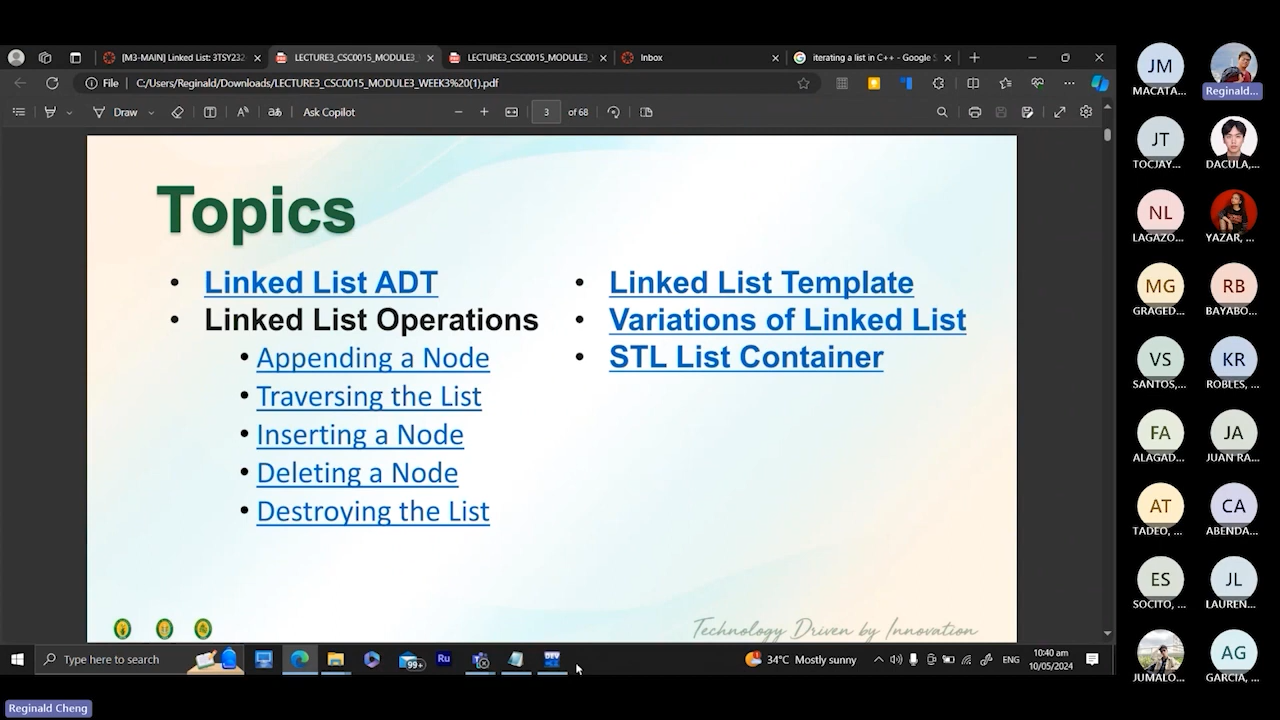 [M3-MAIN] Linked List: 3TSY232
LECTURE3_CSC0015_MODULE3_
LECTURE3_CSC0015_MODULE3_
Inbox
iterating a list in C++ - Google S
File
C:/Users/Reginald/Downloads/LECTURE3_CSC0015_MODULE3_WEEK3%20(1).pdf
Draw
Ask Copilot
3 of 68
Topics
• Linked List ADT
• Linked List Operations
• Appending a Node
• Traversing the List
• Inserting a Node
• Deleting a Node
• Destroying the List
• Linked List Template
• Variations of Linked List
• STL List Container
Technology Driven by Innovation
Type here to search
99+
Ru
DEV
34°C Mostly sunny
ENG
10:40 am
10/05/2024
JM
MACATA...
Reginald...
JT
TOCJAY...
DACULA,...
NL
LAGAZO...
YAZAR, ...
MG
GRAGED...
RB
BAYABO...
VS
SANTOS,...
KR
ROBLES, ...
FA
ALAGAD...
JA
JUAN RA...
AT
TADEO, ...
CA
ABENDA...
ES
SOCITO, ...
JL
LAUREN...
JUMALO...
AG
GARCIA, ...
Reginald Cheng